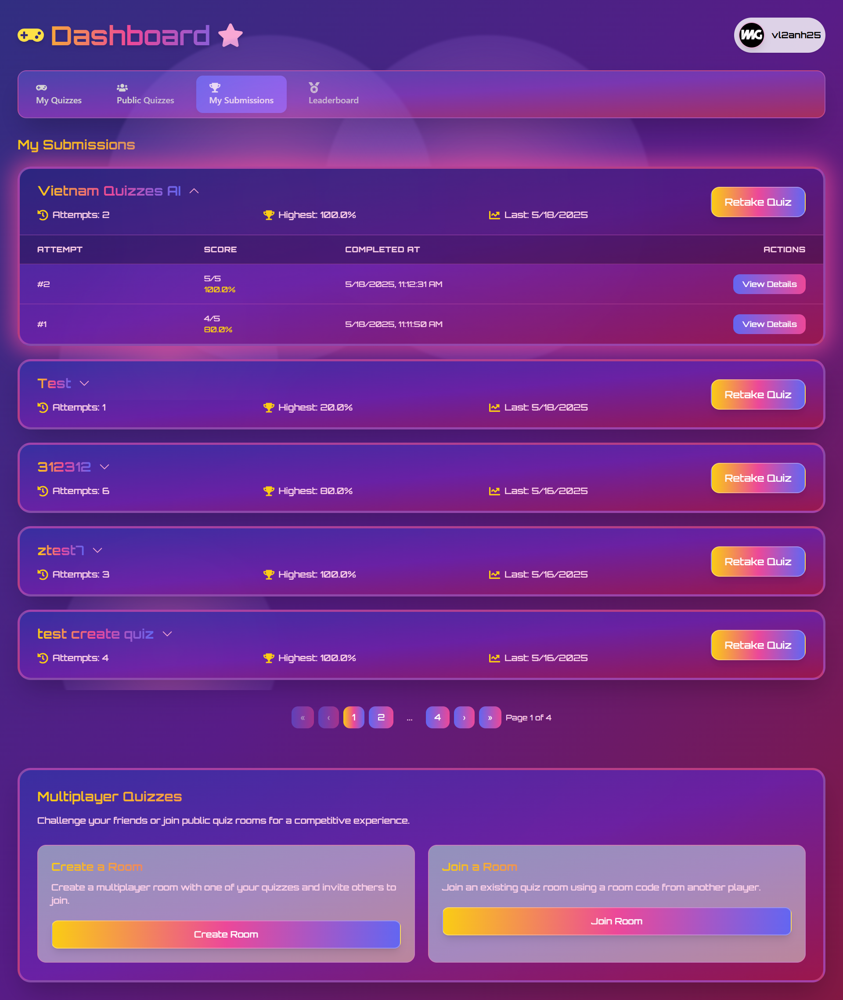 Dashboard
WG vl2anh25
My Quizzes Public Quizzes My Submissions Leaderboard
My Submissions
Vietnam Quizzes AI
Retake Quiz
Attempts: 2 Highest: 100.0% Last: 5/18/2025
ATTEMPT SCORE COMPLETED AT ACTIONS
#2 5/5 100.0% 5/18/2025, 11:12:31 AM View Details
#1 4/5 80.0% 5/18/2025, 11:11:50 AM View Details
Test
Retake Quiz
Attempts: 1 Highest: 20.0% Last: 5/18/2025
312312
Retake Quiz
Attempts: 6 Highest: 80.0% Last: 5/16/2025
ztest7
Retake Quiz
Attempts: 3 Highest: 100.0% Last: 5/16/2025
test create quiz
Retake Quiz
Attempts: 4 Highest: 100.0% Last: 5/16/2025
« ‹ 1 2 ... 4 › » Page 1 of 4
Multiplayer Quizzes
Challenge your friends or join public quiz rooms for a competitive experience.
Create a Room
Create a multiplayer room with one of your quizzes and invite others to
join.
Create Room
Join a Room
Join an existing quiz room using a room code from another player.
Join Room